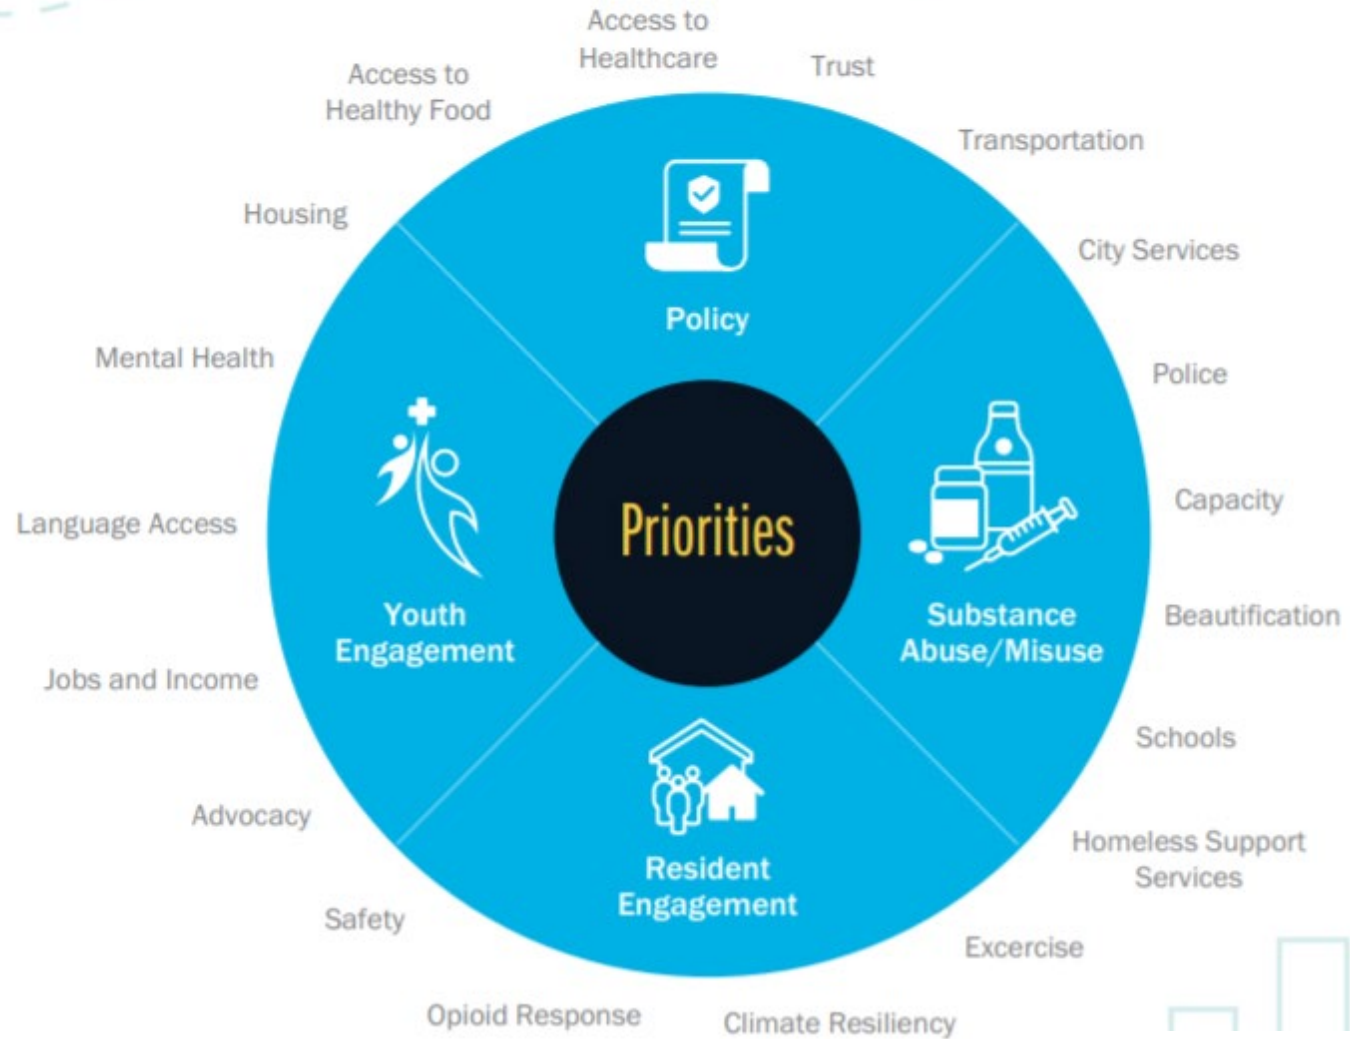 Access to
Healthcare
Trust
Access to
Healthy Food
Transportation
Housing
City Services
Policy
Mental Health
Police
Language Access
Priorities
Capacity
Youth
Engagement
Substance
Abuse/Misuse
Beautification
Jobs and Income
Schools
Advocacy
Resident
Engagement
Homeless Support
Services
Safety
Excercise
Opioid Response
Climate Resiliency